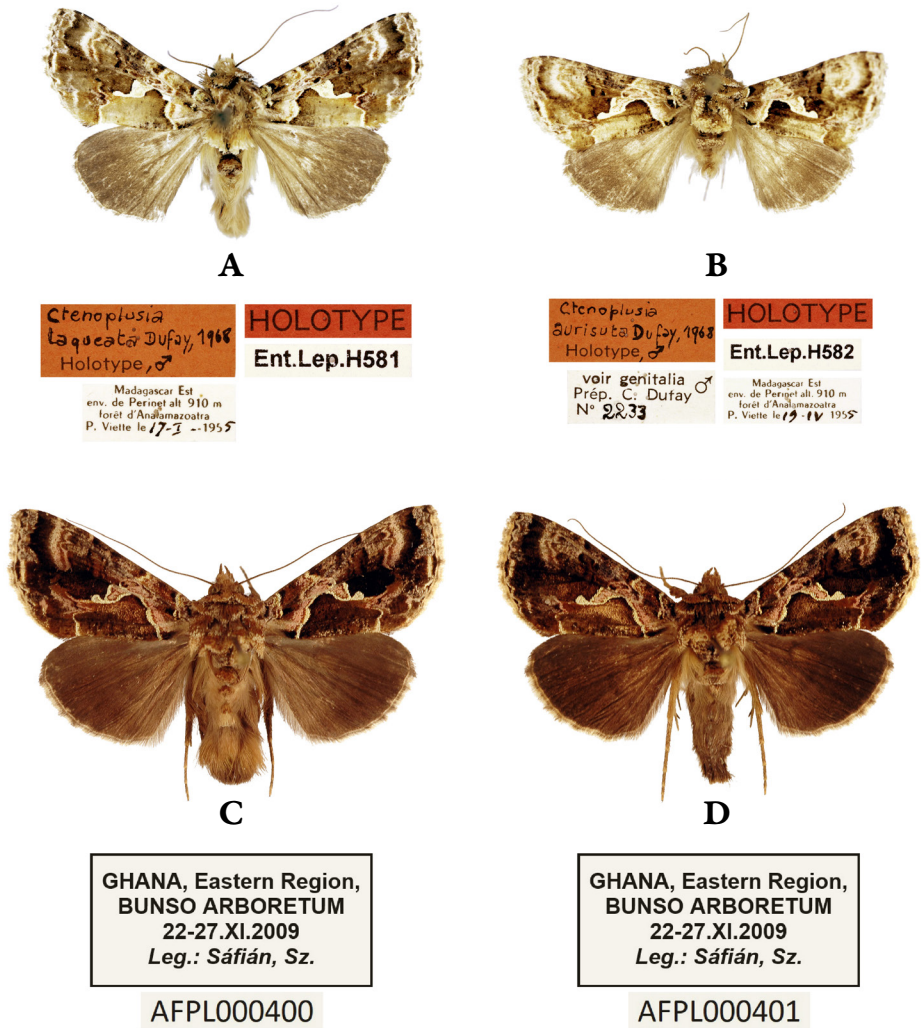 A
B
Ctenoplusia
laqueata Dufay, 1968
Holotype, ♂
HOLOTYPE
Ent.Lep.H581
Madagascar Est
env. de Perinet alt 910 m
forêt d'Analamazoatra
P. Viette le 17-I -1955
Ctenoplusia
aurisuta Dufay, 1968
Holotype, ♂
HOLOTYPE
Ent.Lep.H582
voir genitalia ♂
Prép. C. Dufay
N° 2233
Madagascar Est
env. de Perinet alt. 910 m
forêt d'Analamazoatra
P. Viette le 19-IV 1955
C
D
GHANA, Eastern Region,
BUNSO ARBORETUM
22-27.XI.2009
Leg.: Sáfián, Sz.
AFPL000400
GHANA, Eastern Region,
BUNSO ARBORETUM
22-27.XI.2009
Leg.: Sáfián, Sz.
AFPL000401